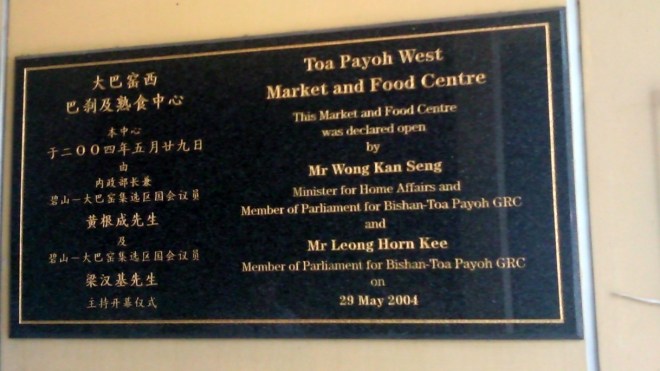 大巴窑西
巴刹及熟食中心
本中心
于二00四年五月廿九日
由
内政部长兼
碧山－大巴窑集选区国会议员
黄根成先生
及
碧山－大巴窑集选区国会议员
梁汉基先生
主持开幕仪式
Toa Payoh West
Market and Food Centre
This Market and Food Centre
was declared open
by
Mr Wong Kan Seng
Minister for Home Affairs and
Member of Parliament for Bishan-Toa Payoh GRC
and
Mr Leong Horn Kee
Member of Parliament for Bishan-Toa Payoh GRC
on
29 May 2004